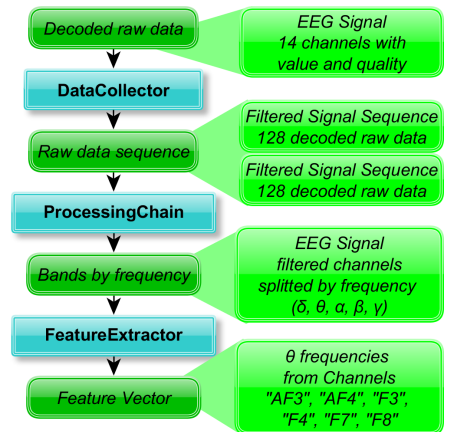 Decoded raw data
EEG Signal
14 channels with
value and quality
DataCollector
Raw data sequence
Filtered Signal Sequence
128 decoded raw data
Filtered Signal Sequence
128 decoded raw data
ProcessingChain
Bands by frequency
EEG Signal
filtered channels
splitted by frequency
(δ, θ, α, β, γ)
FeatureExtractor
Feature Vector
θ frequencies
from Channels
"AF3", "AF4", "F3",
"F4", "F7", "F8"